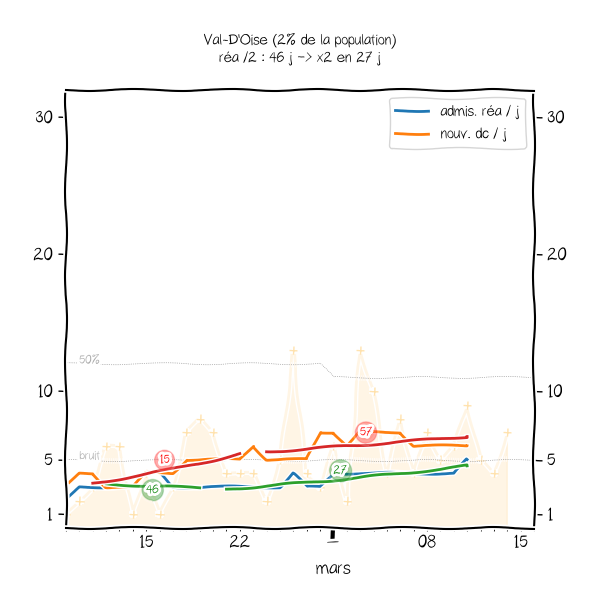 Val-D'Oise (2% de la population)
réa /2 : 46 j -> x2 en 27 j
admis. réa / j
nouv. dc / j
30 30
20 20
50%
10 10
57
15
bruit
5 5
27
46
1 1
15 22 1 08 15
mars